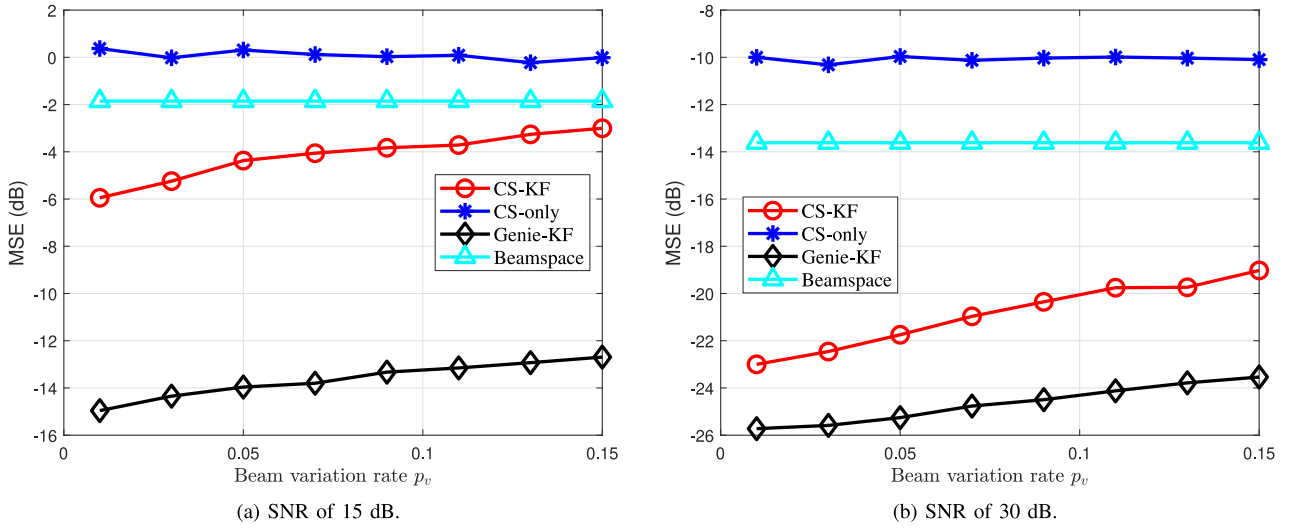 2
0
-2
-4
-6
-8
-10
-12
-14
-16
MSE (dB)
CS-KF
CS-only
Genie-KF
Beamspace
0
0.05
0.1
0.15
Beam variation rate p_v
(a) SNR of 15 dB.
-8
-10
-12
-14
-16
-18
-20
-22
-24
-26
MSE (dB)
CS-KF
CS-only
Genie-KF
Beamspace
0
0.05
0.1
0.15
Beam variation rate p_v
(b) SNR of 30 dB.